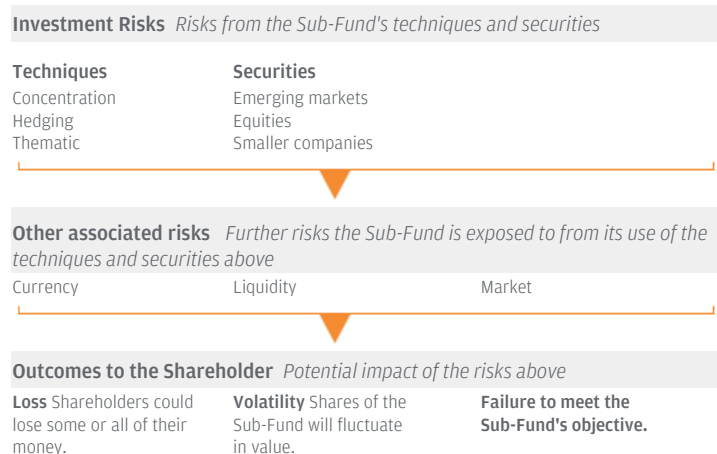 Investment Risks Risks from the Sub-Fund's techniques and securities
Techniques Securities
Concentration Emerging markets
Hedging Equities
Thematic Smaller companies
Other associated risks Further risks the Sub-Fund is exposed to from its use of the
techniques and securities above
Currency Liquidity Market
Outcomes to the Shareholder Potential impact of the risks above
Loss Shareholders could
lose some or all of their
money.
Volatility Shares of the
Sub-Fund will fluctuate
in value.
Failure to meet the
Sub-Fund's objective.